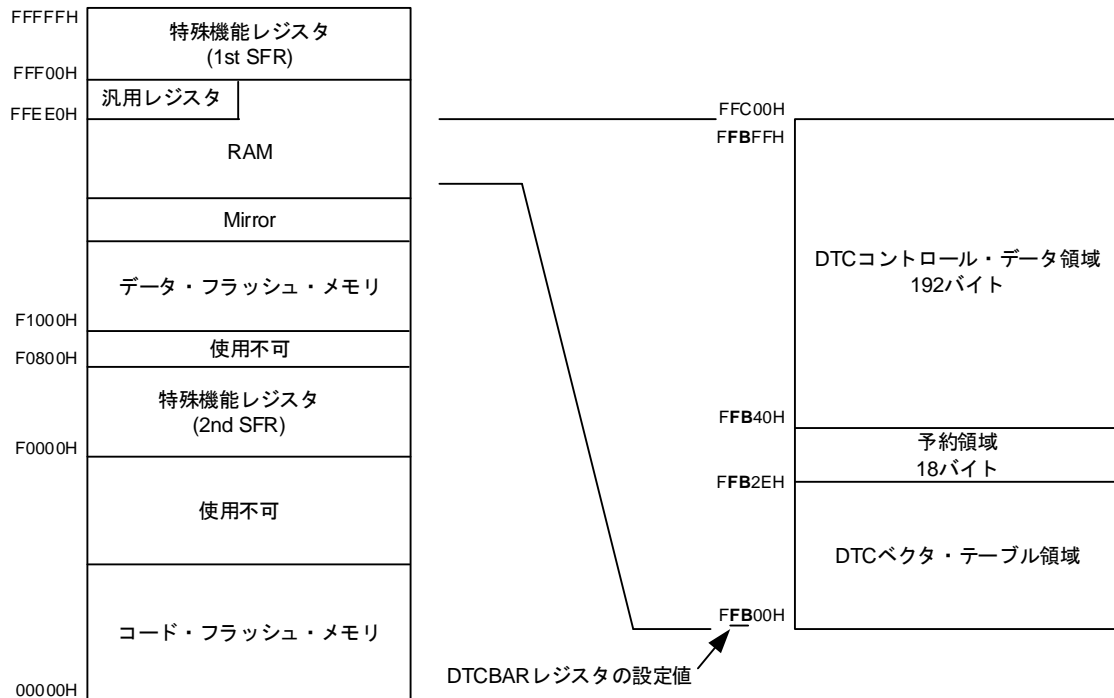 FFFFFH
特殊機能レジスタ
(1st SFR)
FFF00H
汎用レジスタ
FFEE0H
RAM
Mirror
データ・フラッシュ・メモリ
F1000H
使用不可
F0800H
特殊機能レジスタ
(2nd SFR)
F0000H
使用不可
コード・フラッシュ・メモリ
00000H
FFC00H
FFBFFH
DTCコントロール・データ領域
192バイト
FFB40H
予約領域
18バイト
FFB2EH
DTCベクタ・テーブル領域
FFB00H
DTCBARレジスタの設定値